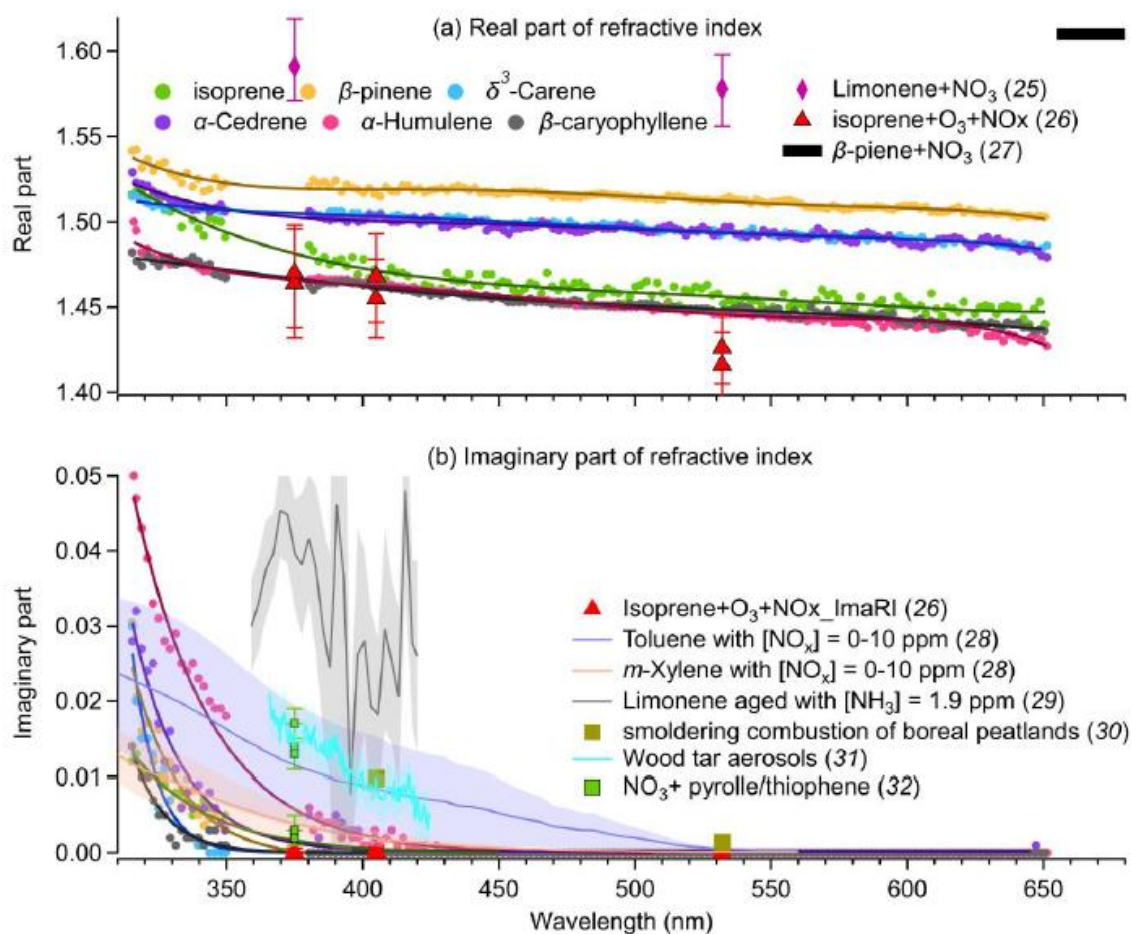 (a) Real part of refractive index
1.60
1.55
1.50
1.45
1.40
Real part
isoprene β-pinene δ³-Carene
α-Cedrene α-Humulene β-caryophyllene
Limonene+NO₃ (25)
isoprene+O₃+NOx (26)
β-piene+NO₃ (27)
(b) Imaginary part of refractive index
0.05
0.04
0.03
0.02
0.01
0.00
Imaginary part
Isoprene+O₃+NOx_ImaRI (26)
Toluene with [NOₓ] = 0-10 ppm (28)
m-Xylene with [NOₓ] = 0-10 ppm (28)
Limonene aged with [NH₃] = 1.9 ppm (29)
smoldering combustion of boreal peatlands (30)
Wood tar aerosols (31)
NŌ₃+ pyrolle/thiophene (32)
350 400 450 500 550 600 650
Wavelength (nm)